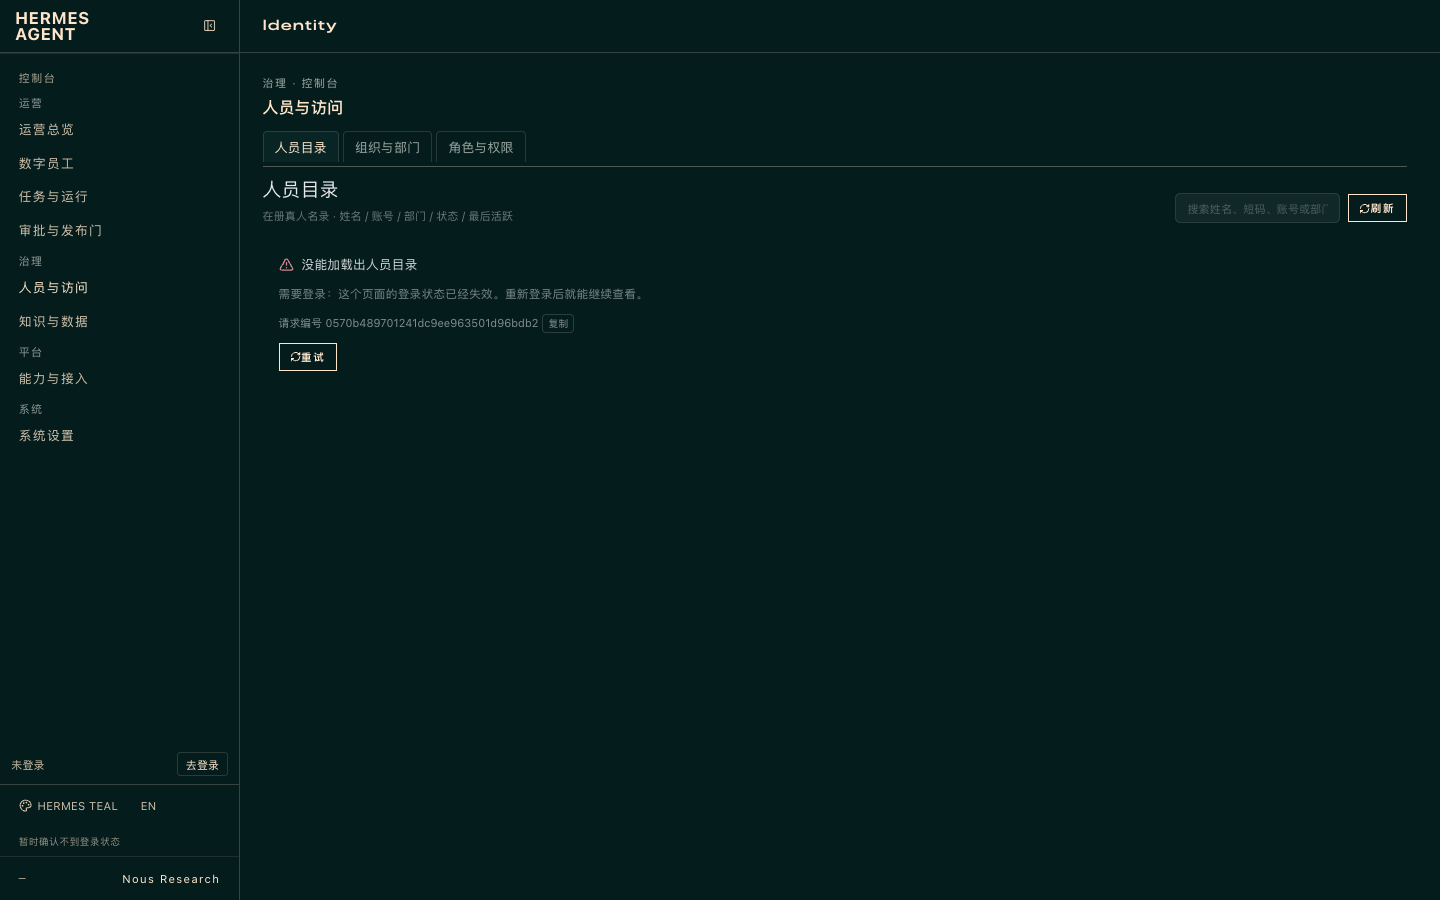 HERMES
AGENT
Identity
控制台
运营
运营总览
数字员工
任务与运行
审批与发布门
治理
人员与访问
知识与数据
平台
能力与接入
系统
系统设置
未登录
去登录
HERMES TEAL
EN
暂时确认不到登录状态
—
Nous Research
治理 · 控制台
人员与访问
人员目录
组织与部门
角色与权限
人员目录
在册真人名录 · 姓名 / 账号 / 部门 / 状态 / 最后活跃
搜索姓名、短码、账号或部门
刷新
没能加载出人员目录
需要登录：这个页面的登录状态已经失效。重新登录后就能继续查看。
请求编号 0570b489701241dc9ee963501d96bdb2 复制
重试